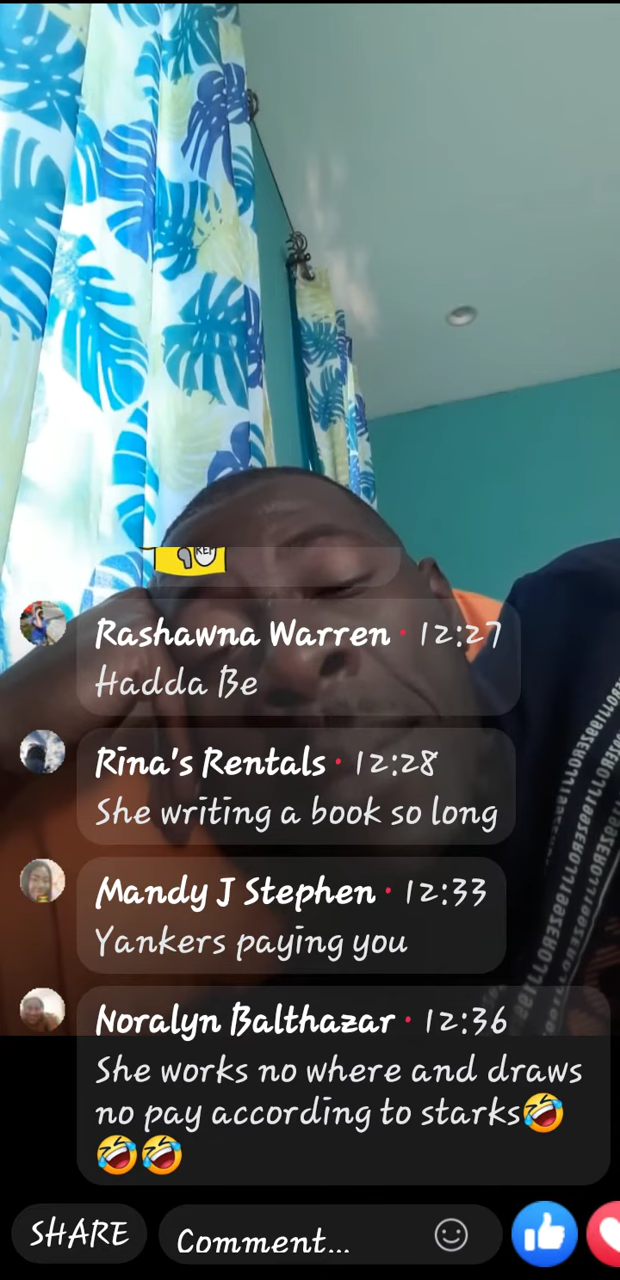 Rashawna Warren • 12:27
Hadda Be
Rina's Rentals • 12:28
She writing a book so long
Mandy J Stephen • 12:33
Yankers paying you
Noralyn Balthazar • 12:36
She works no where and draws
no pay according to starks🤣
🤣🤣
SHARE
Comment...